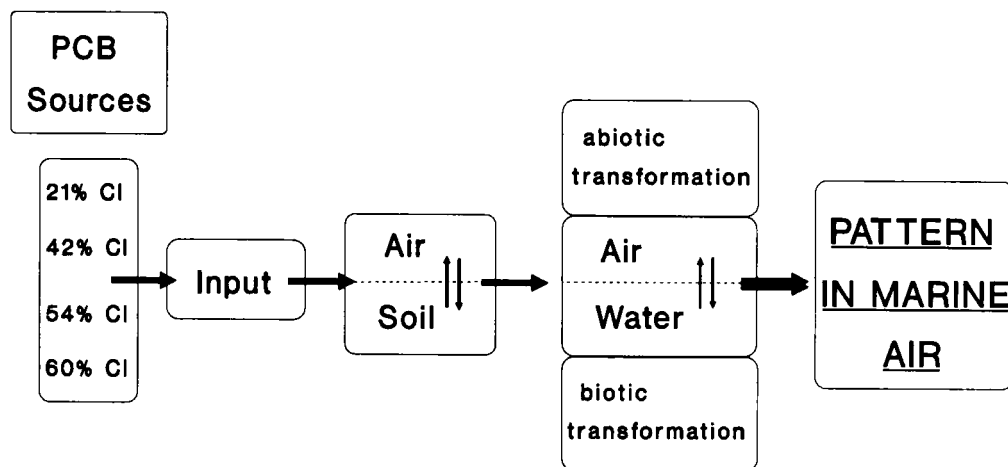 PCB
Sources
21% Cl
42% Cl
54% Cl
60% Cl
Input
Air
Soil
abiotic
transformation
Air
Water
biotic
transformation
PATTERN
IN MARINE
AIR